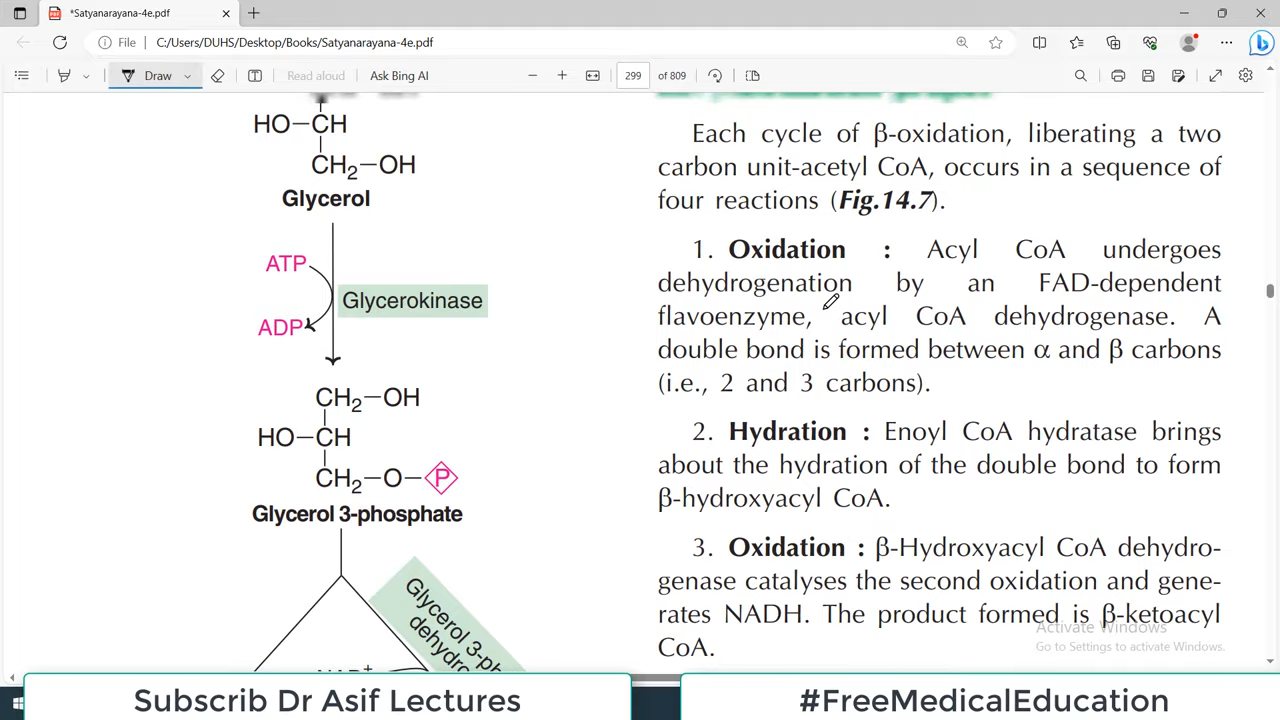 *Satyanarayana-4e.pdf
File
C:/Users/DUHS/Desktop/Books/Satyanarayana-4e.pdf
Draw
Read aloud
Ask Bing AI
299
of 809
HO–CH
CH2–OH
Glycerol
ATP
Glycerokinase
ADP
CH2–OH
HO–CH
CH2–O–P
Glycerol 3-phosphate
Glycerol 3-ph
dehydro
NAD+
Each cycle of β-oxidation, liberating a two
carbon unit-acetyl CoA, occurs in a sequence of
four reactions (Fig.14.7).
1. Oxidation : Acyl CoA undergoes
dehydrogenation by an FAD-dependent
flavoenzyme, acyl CoA dehydrogenase. A
double bond is formed between α and β carbons
(i.e., 2 and 3 carbons).
2. Hydration : Enoyl CoA hydratase brings
about the hydration of the double bond to form
β-hydroxyacyl CoA.
3. Oxidation : β-Hydroxyacyl CoA dehydro-
genase catalyses the second oxidation and gene-
rates NADH. The product formed is β-ketoacyl
CoA.
Activate Windows
Go to Settings to activate Windows.
Subscrib Dr Asif Lectures
#FreeMedicalEducation